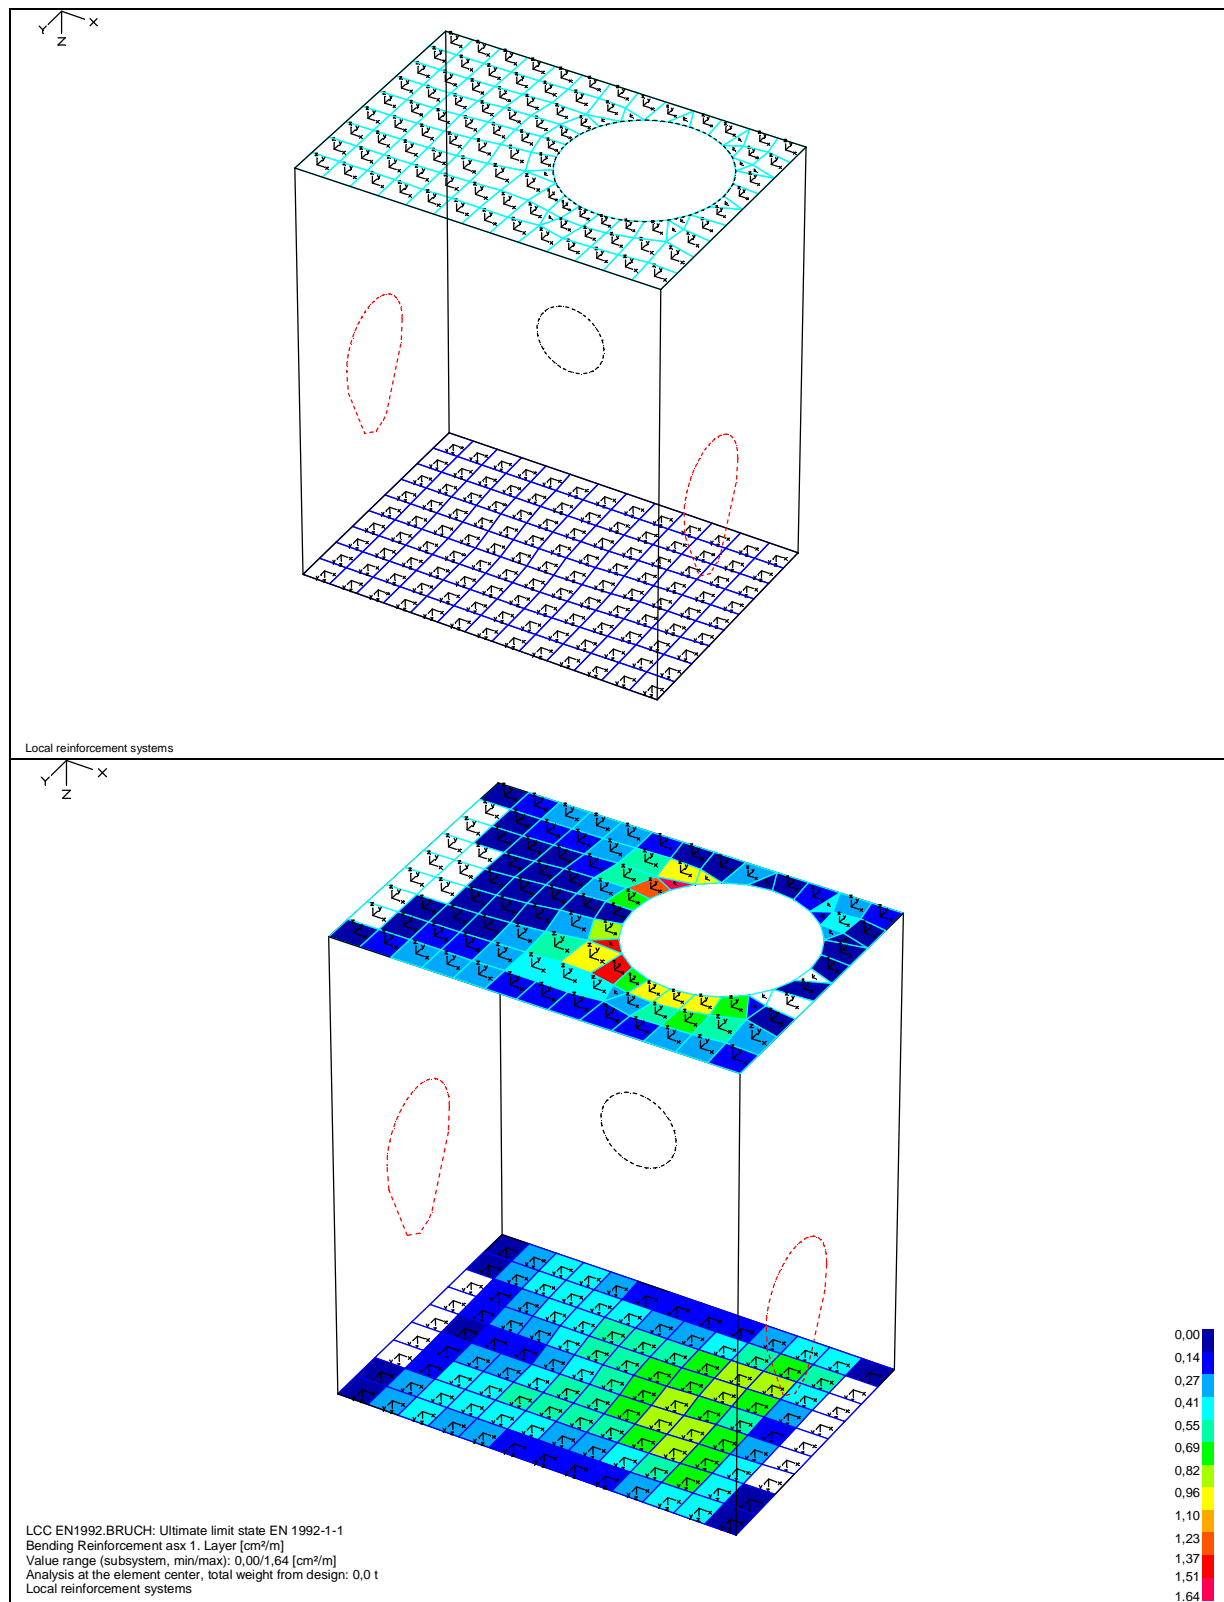 Y X
Z
Local reinforcement systems
Y X
Z
0,00
0,14
0,27
0,41
0,55
0,69
0,82
0,96
1,10
1,23
1,37
1,51
1,64
LCC EN1992.BRUCH: Ultimate limit state EN 1992-1-1
Bending Reinforcement asx 1. Layer [cm²/m]
Value range (subsystem, min/max): 0,00/1,64 [cm²/m]
Analysis at the element center, total weight from design: 0,0 t
Local reinforcement systems